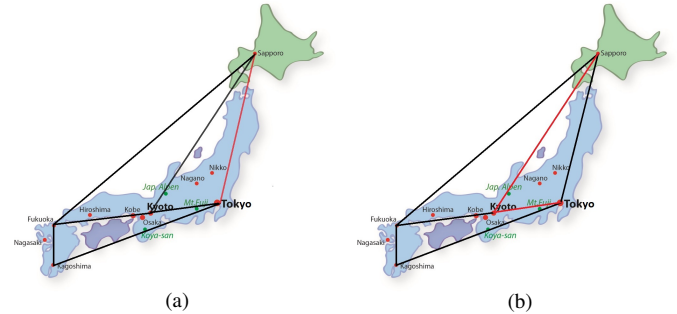 Sapporo
Nikko
Nagano
Jap. Alpen
Hiroshima
Kobe
Kyoto
Mt Fuji
Tokyo
Fukuoka
Osaka
Koya-san
Nagasaki
Kagoshima
(a)
Sapporo
Nikko
Nagano
Jap. Alpen
Hiroshima
Kobe
Kyoto
Mt Fuji
Tokyo
Fukuoka
Osaka
Koya-san
Nagasaki
Kagoshima
(b)